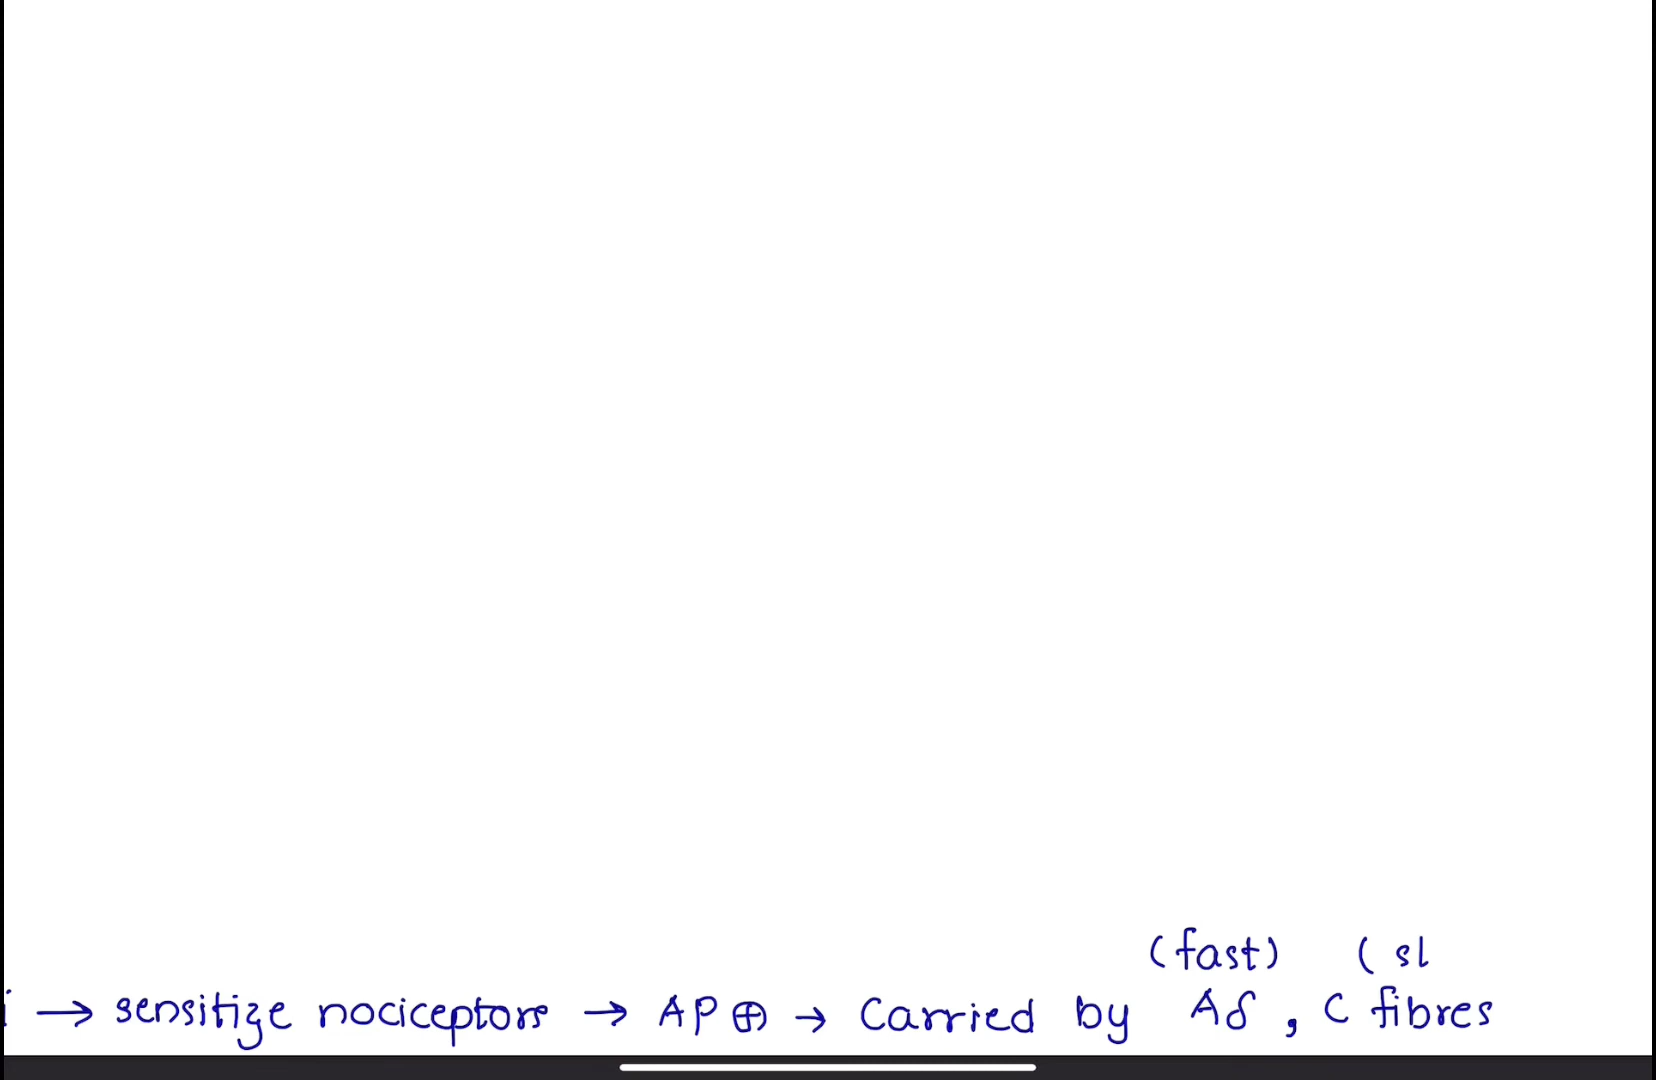 (fast) ( sl
i → sensitize nociceptors → AP ⊕ → Carried by Aδ , C fibres